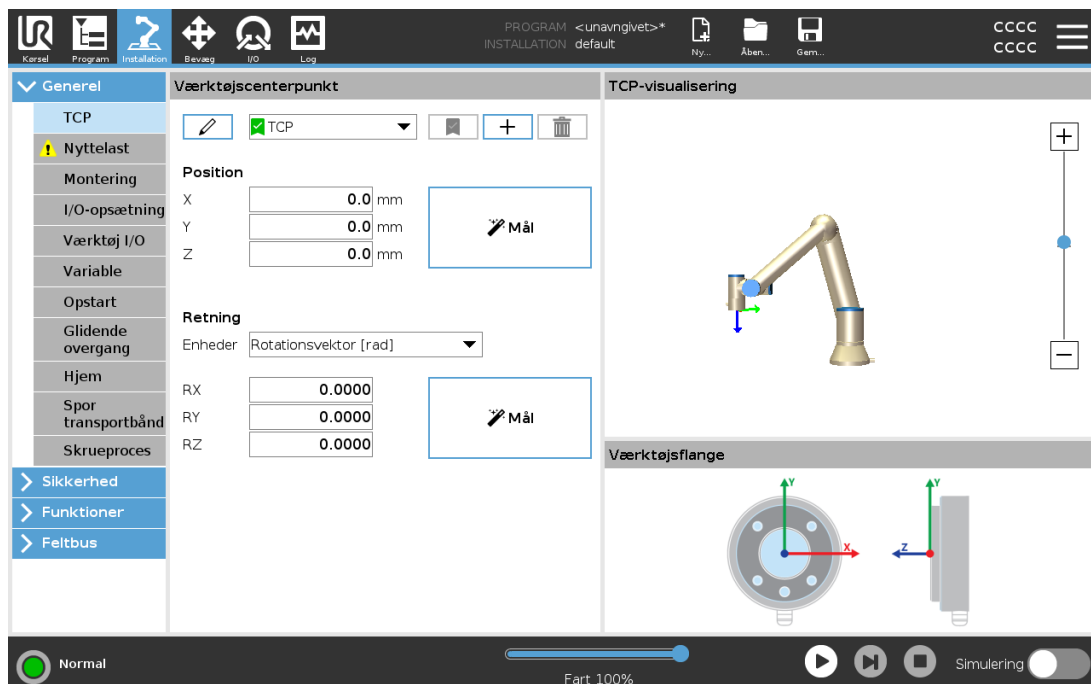 UR
Kørsel
Program
Installation
Bevæg
I/O
Log
PROGRAM <unavngivet>*
INSTALLATION default
Ny...
Åben...
Gem...
CCCC
CCCC
Generel
TCP
Nyttelast
Montering
I/O-opsætning
Værktøj I/O
Variable
Opstart
Glidende
overgang
Hjem
Spor
transportbånd
Skrueproces
Sikkerhed
Funktioner
Feltbus
Værktøjscenterpunkt
TCP
Position
X 0.0 mm
Y 0.0 mm
Z 0.0 mm
Mål
Retning
Enheder Rotationsvektor [rad]
RX 0.0000
RY 0.0000
RZ 0.0000
Mål
TCP-visualisering
Værktøjsflange
Y
X
Y
Z
Normal
Fart 100%
Simulering